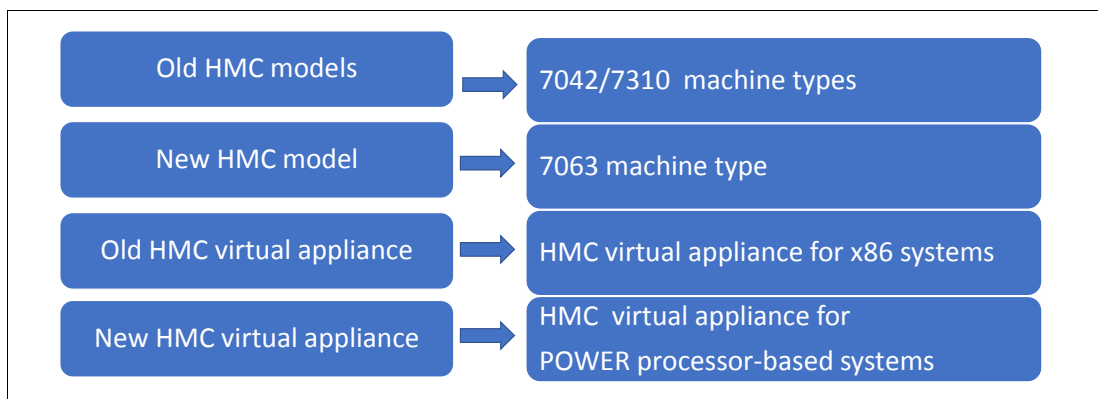 Old HMC models
7042/7310 machine types
New HMC model
7063 machine type
Old HMC virtual appliance
HMC virtual appliance for x86 systems
New HMC virtual appliance
HMC virtual appliance for
POWER processor-based systems